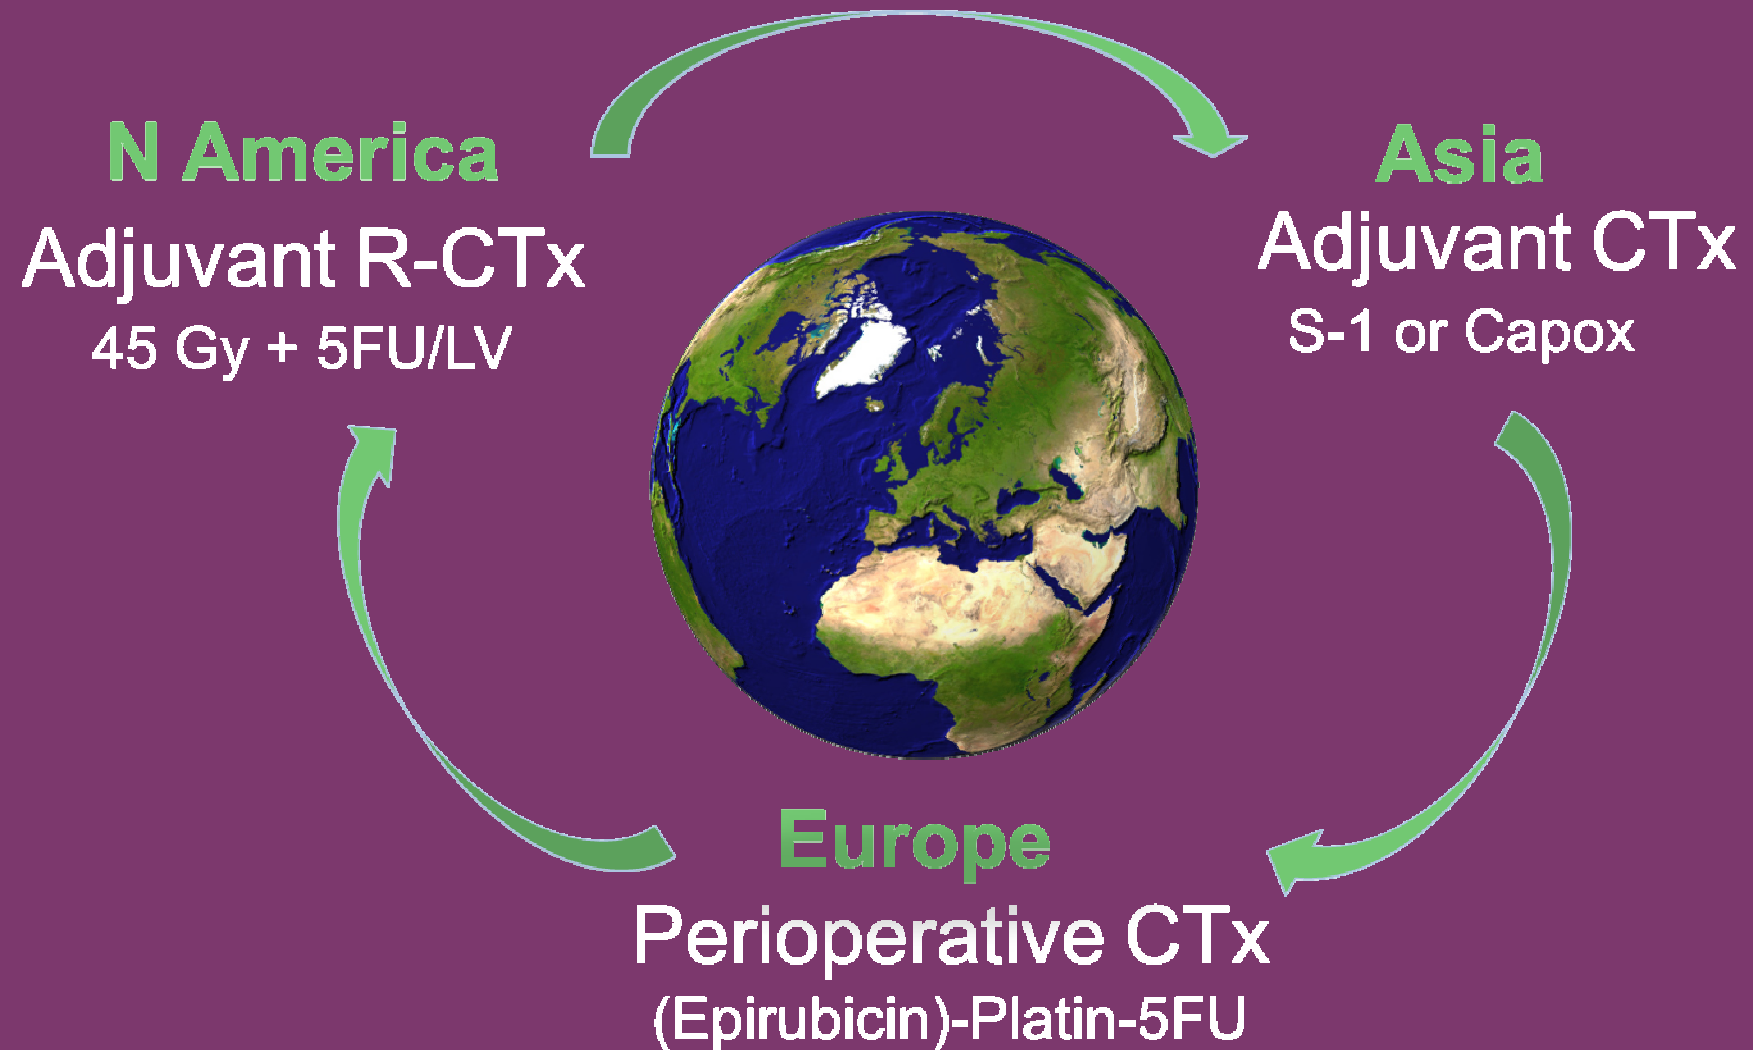 N America
Adjuvant R-CTx
45 Gy + 5FU/LV
Asia
Adjuvant CTx
S-1 or Capox
Europe
Perioperative CTx
(Epirubicin)-Platin-5FU